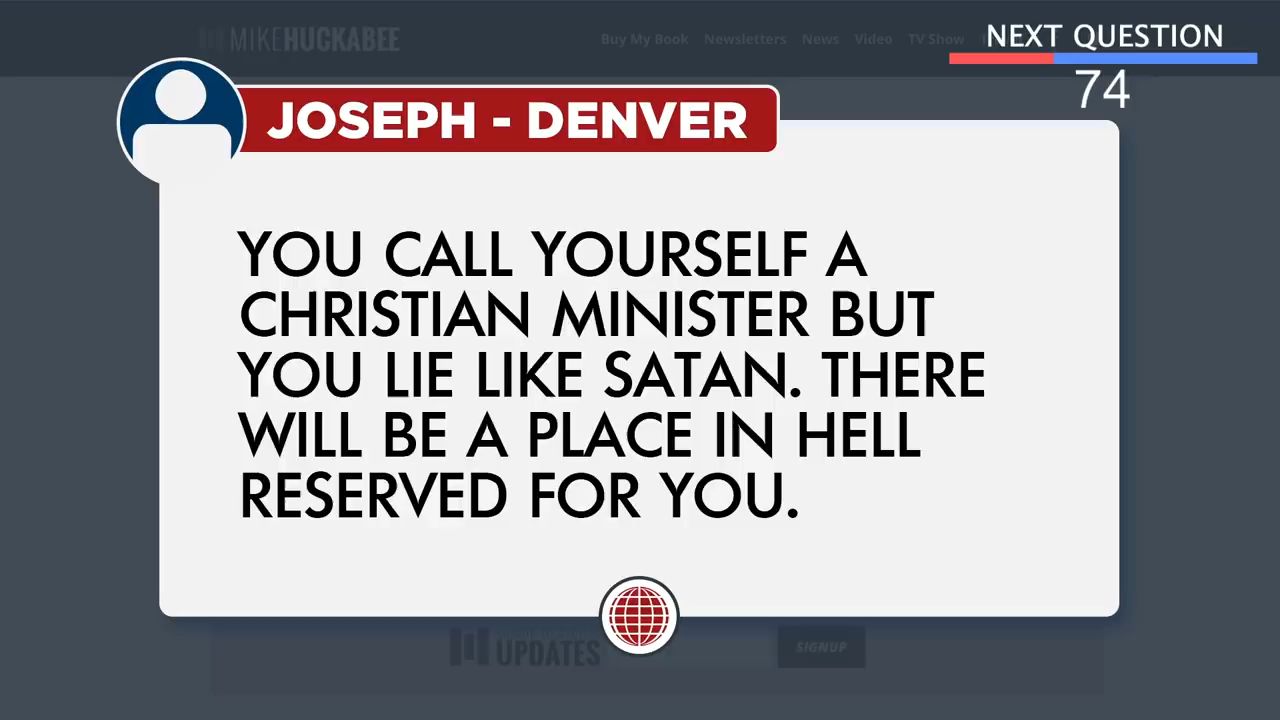 MIKEHUCKABEE
Buy My Book Newsletters News Video TV Show
NEXT QUESTION
74
JOSEPH - DENVER
YOU CALL YOURSELF A
CHRISTIAN MINISTER BUT
YOU LIE LIKE SATAN. THERE
WILL BE A PLACE IN HELL
RESERVED FOR YOU.
UPDATES
SIGNUP